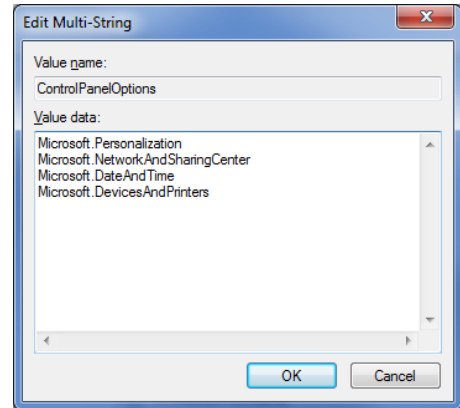 Edit Multi-String
Value name:
ControlPanelOptions
Value data:
Microsoft.Personalization
Microsoft.NetworkAndSharingCenter
Microsoft.DateAndTime
Microsoft.DevicesAndPrinters
OK
Cancel